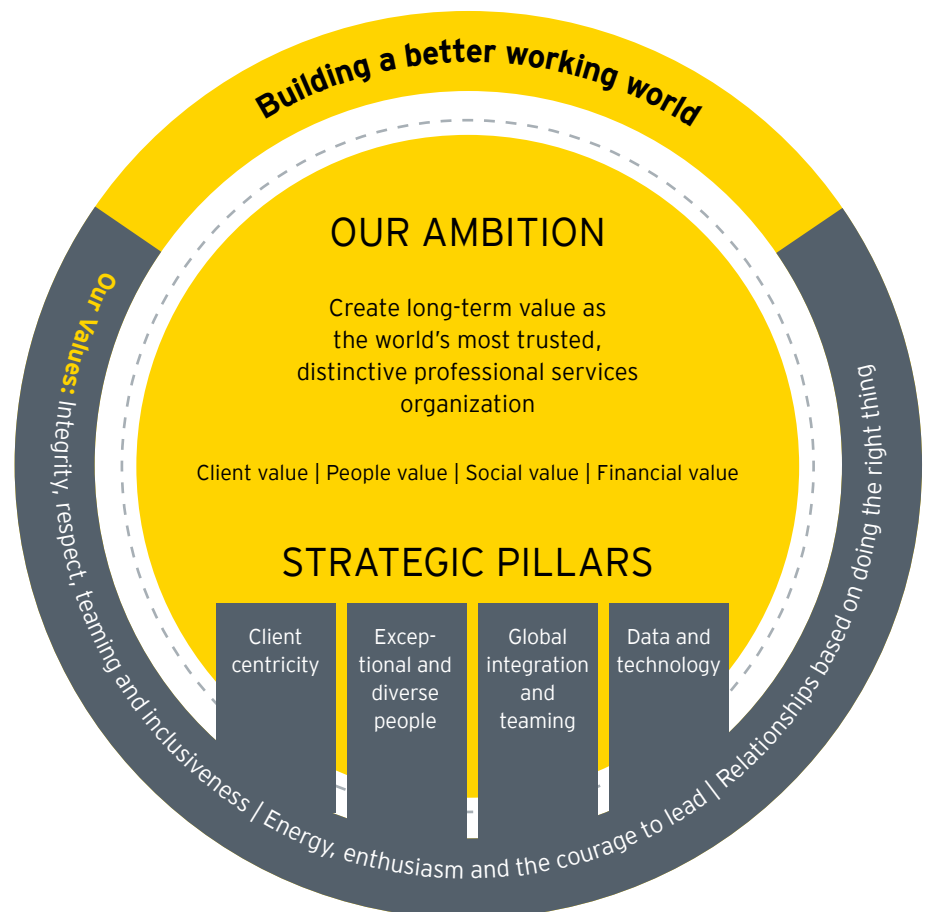 Building a better working world
OUR AMBITION
Create long-term value as
the world's most trusted,
distinctive professional services
organization
Client value | People value | Social value | Financial value
STRATEGIC PILLARS
Client
centricity
Excep-
tional and
diverse
people
Global
integration
and
teaming
Data and
technology
Our Values: Integrity, respect, teaming and inclusiveness | Energy, enthusiasm and the courage to lead | Relationships based on doing the right thing